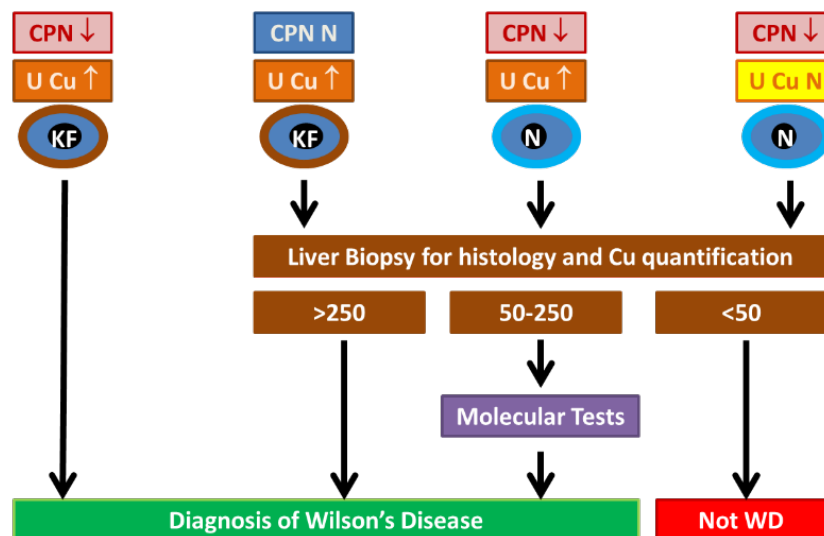 CPN ↓
CPN N
CPN ↓
CPN ↓
U Cu ↑
U Cu ↑
U Cu ↑
U Cu N
KF
KF
N
N
Liver Biopsy for histology and Cu quantification
>250
50-250
<50
Molecular Tests
Diagnosis of Wilson's Disease
Not WD